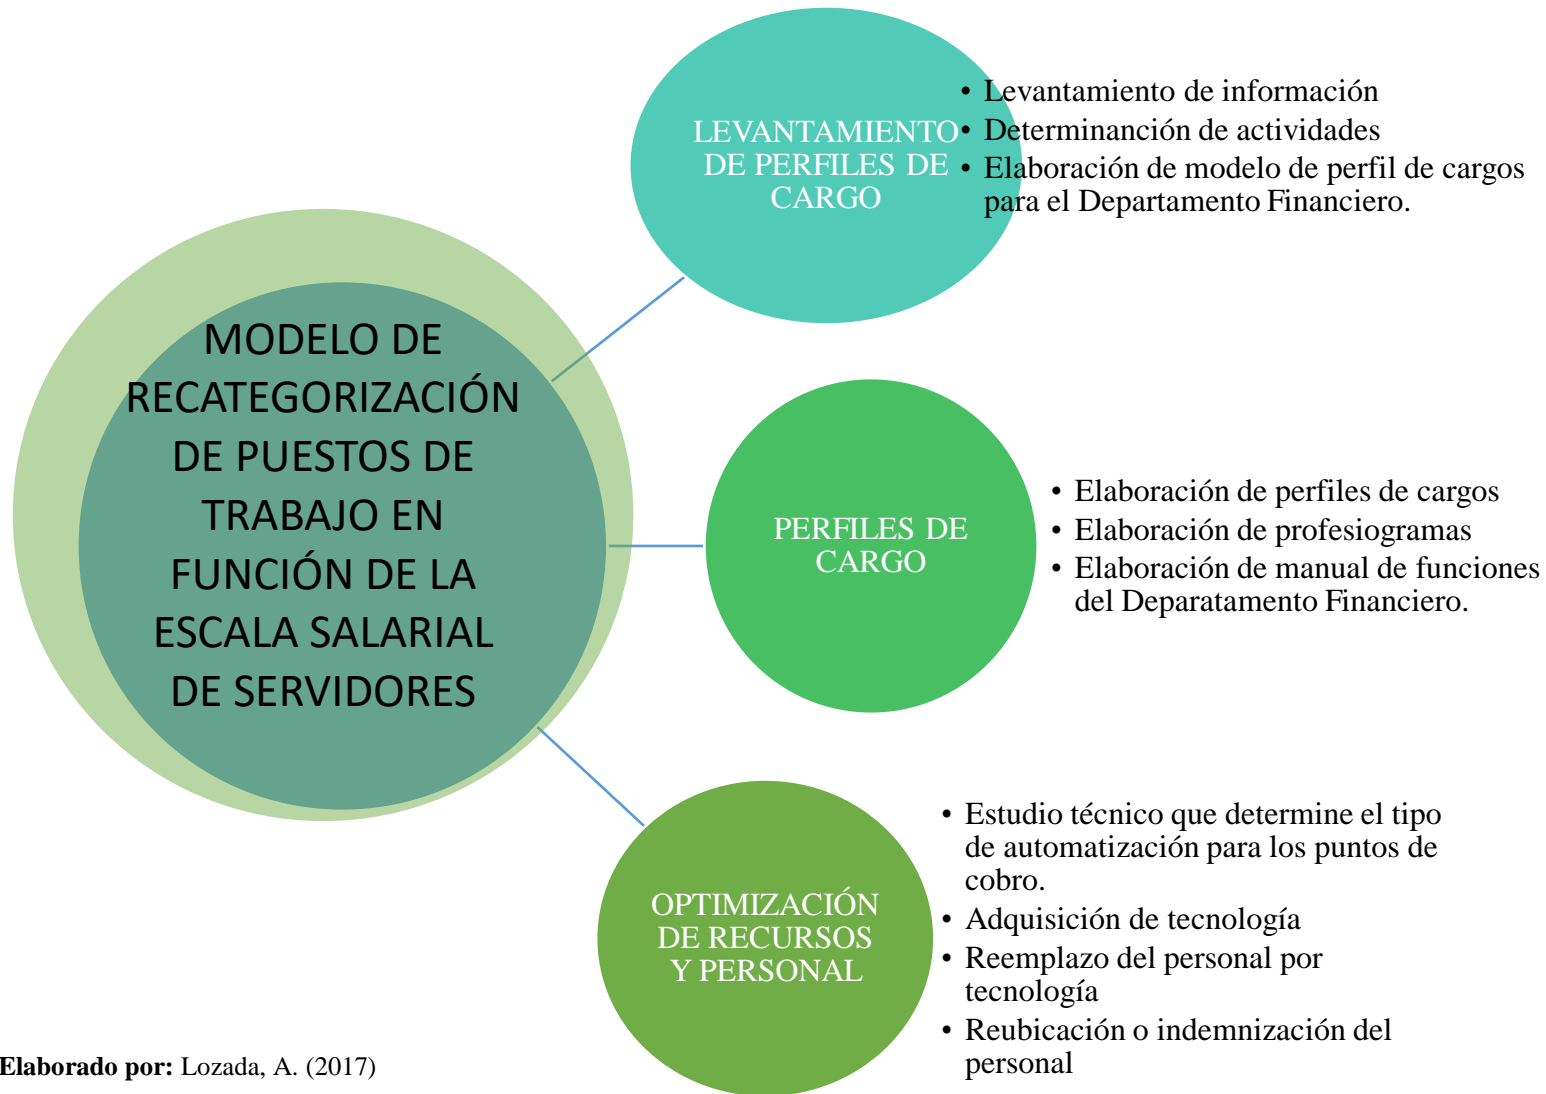 MODELO DE
RECATEGORIZACIÓN
DE PUESTOS DE
TRABAJO EN
FUNCIÓN DE LA
ESCALA SALARIAL
DE SERVIDORES
LEVANTAMIENTO
DE PERFILES DE
CARGO
• Levantamiento de información
• Determinanción de actividades
• Elaboración de modelo de perfil de cargos
para el Departamento Financiero.
PERFILES DE
CARGO
• Elaboración de perfiles de cargos
• Elaboración de profesiogramas
• Elaboración de manual de funciones
del Deparatamento Financiero.
OPTIMIZACIÓN
DE RECURSOS
Y PERSONAL
• Estudio técnico que determine el tipo
de automatización para los puntos de
cobro.
• Adquisición de tecnología
• Reemplazo del personal por
tecnología
• Reubicación o indemnización del
personal
Elaborado por: Lozada, A. (2017)